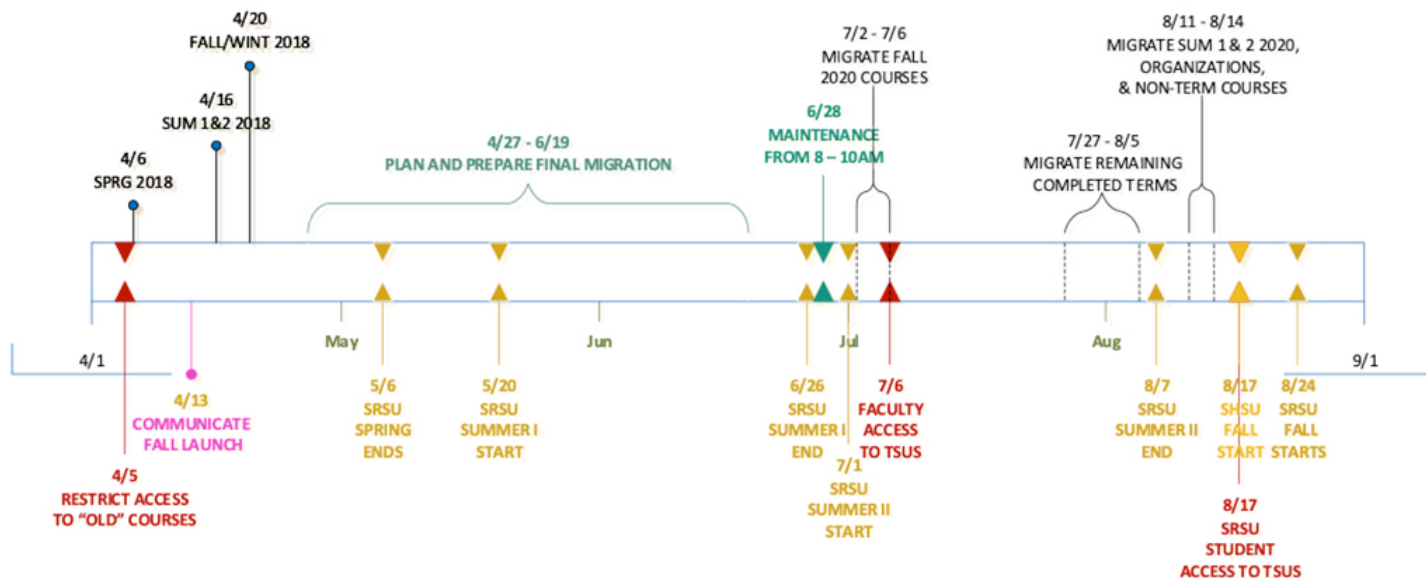 4/20
FALL/WINT 2018
4/16
SUM 1&2 2018
4/6
SPRG 2018
4/27 - 6/19
PLAN AND PREPARE FINAL MIGRATION
6/28
MAINTENANCE
FROM 8 – 10AM
7/2 - 7/6
MIGRATE FALL
2020 COURSES
7/27 - 8/5
MIGRATE REMAINING
COMPLETED TERMS
8/11 - 8/14
MIGRATE SUM 1 & 2 2020,
ORGANIZATIONS,
& NON-TERM COURSES
May
Jun
Jul
Aug
4/1
9/1
4/13
COMMUNICATE
FALL LAUNCH
4/5
RESTRICT ACCESS
TO “OLD” COURSES
5/6
SRSU
SPRING
ENDS
5/20
SRSU
SUMMER I
START
6/26
SRSU
SUMMER I
END
7/1
SRSU
SUMMER II
START
7/6
FACULTY
ACCESS
TO TSUS
8/7
SRSU
SUMMER II
END
8/17
SHSU
FALL
START
8/24
SRSU
FALL
STARTS
8/17
SRSU
STUDENT
ACCESS TO TSUS